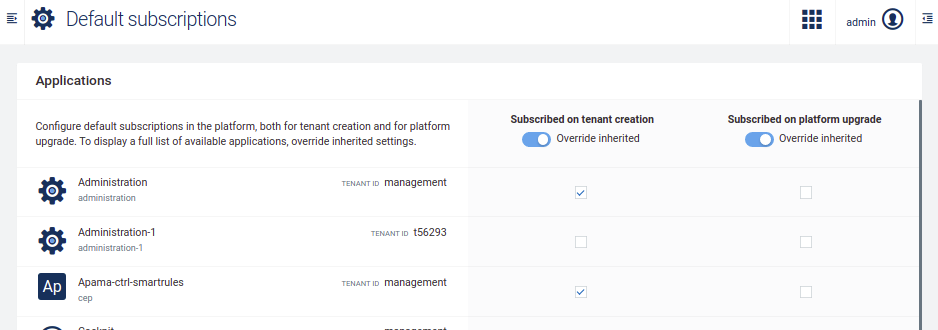 Default subscriptions
admin
Applications
Configure default subscriptions in the platform, both for tenant creation and for platform
upgrade. To display a full list of available applications, override inherited settings.
Subscribed on tenant creation
Override inherited
Subscribed on platform upgrade
Override inherited
Administration
administration
TENANT ID management
Administration-1
administration-1
TENANT ID t56293
Ap
Apama-ctrl-smartrules
cep
TENANT ID management
Cockpit
management